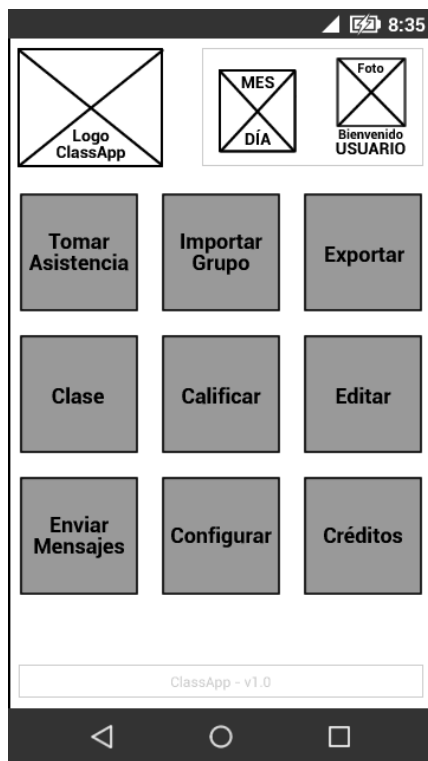 8:35
Logo
ClassApp
MES
DÍA
Foto
Bienvenido
USUARIO
Tomar
Asistencia
Importar
Grupo
Exportar
Clase
Calificar
Editar
Enviar
Mensajes
Configurar
Créditos
ClassApp - v1.0